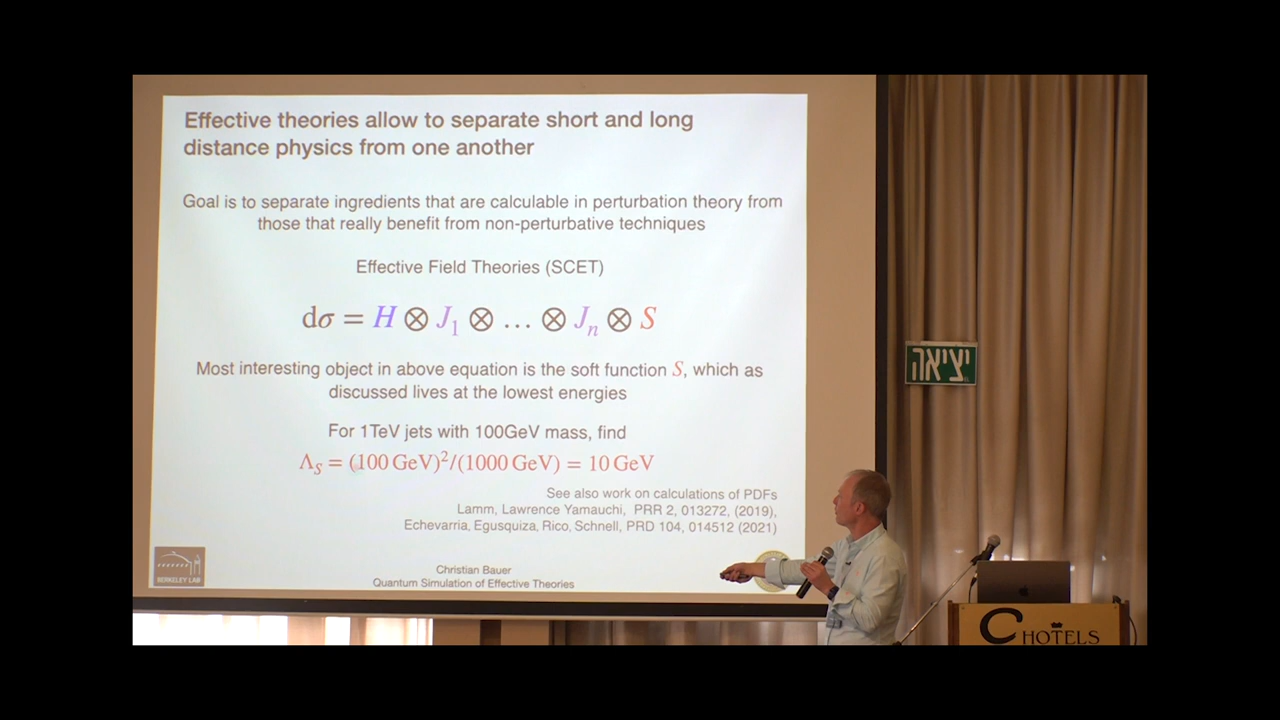 Effective theories allow to separate short and long
distance physics from one another
Goal is to separate ingredients that are calculable in perturbation theory from
those that really benefit from non-perturbative techniques
Effective Field Theories (SCET)
dσ = H ⊗ J₁ ⊗ … ⊗ Jₙ ⊗ S
Most interesting object in above equation is the soft function S, which as
discussed lives at the lowest energies
For 1TeV jets with 100GeV mass, find
Λ_S = (100 GeV)²/(1000 GeV) = 10 GeV
See also work on calculations of PDFs
Lamm, Lawrence Yamauchi, PRR 2, 013272, (2019),
Echevarria, Egusquiza, Rico, Schnell, PRD 104, 014512 (2021)
BERKELEY LAB
Christian Bauer
Quantum Simulation of Effective Theories
יציאה
C HOTELS